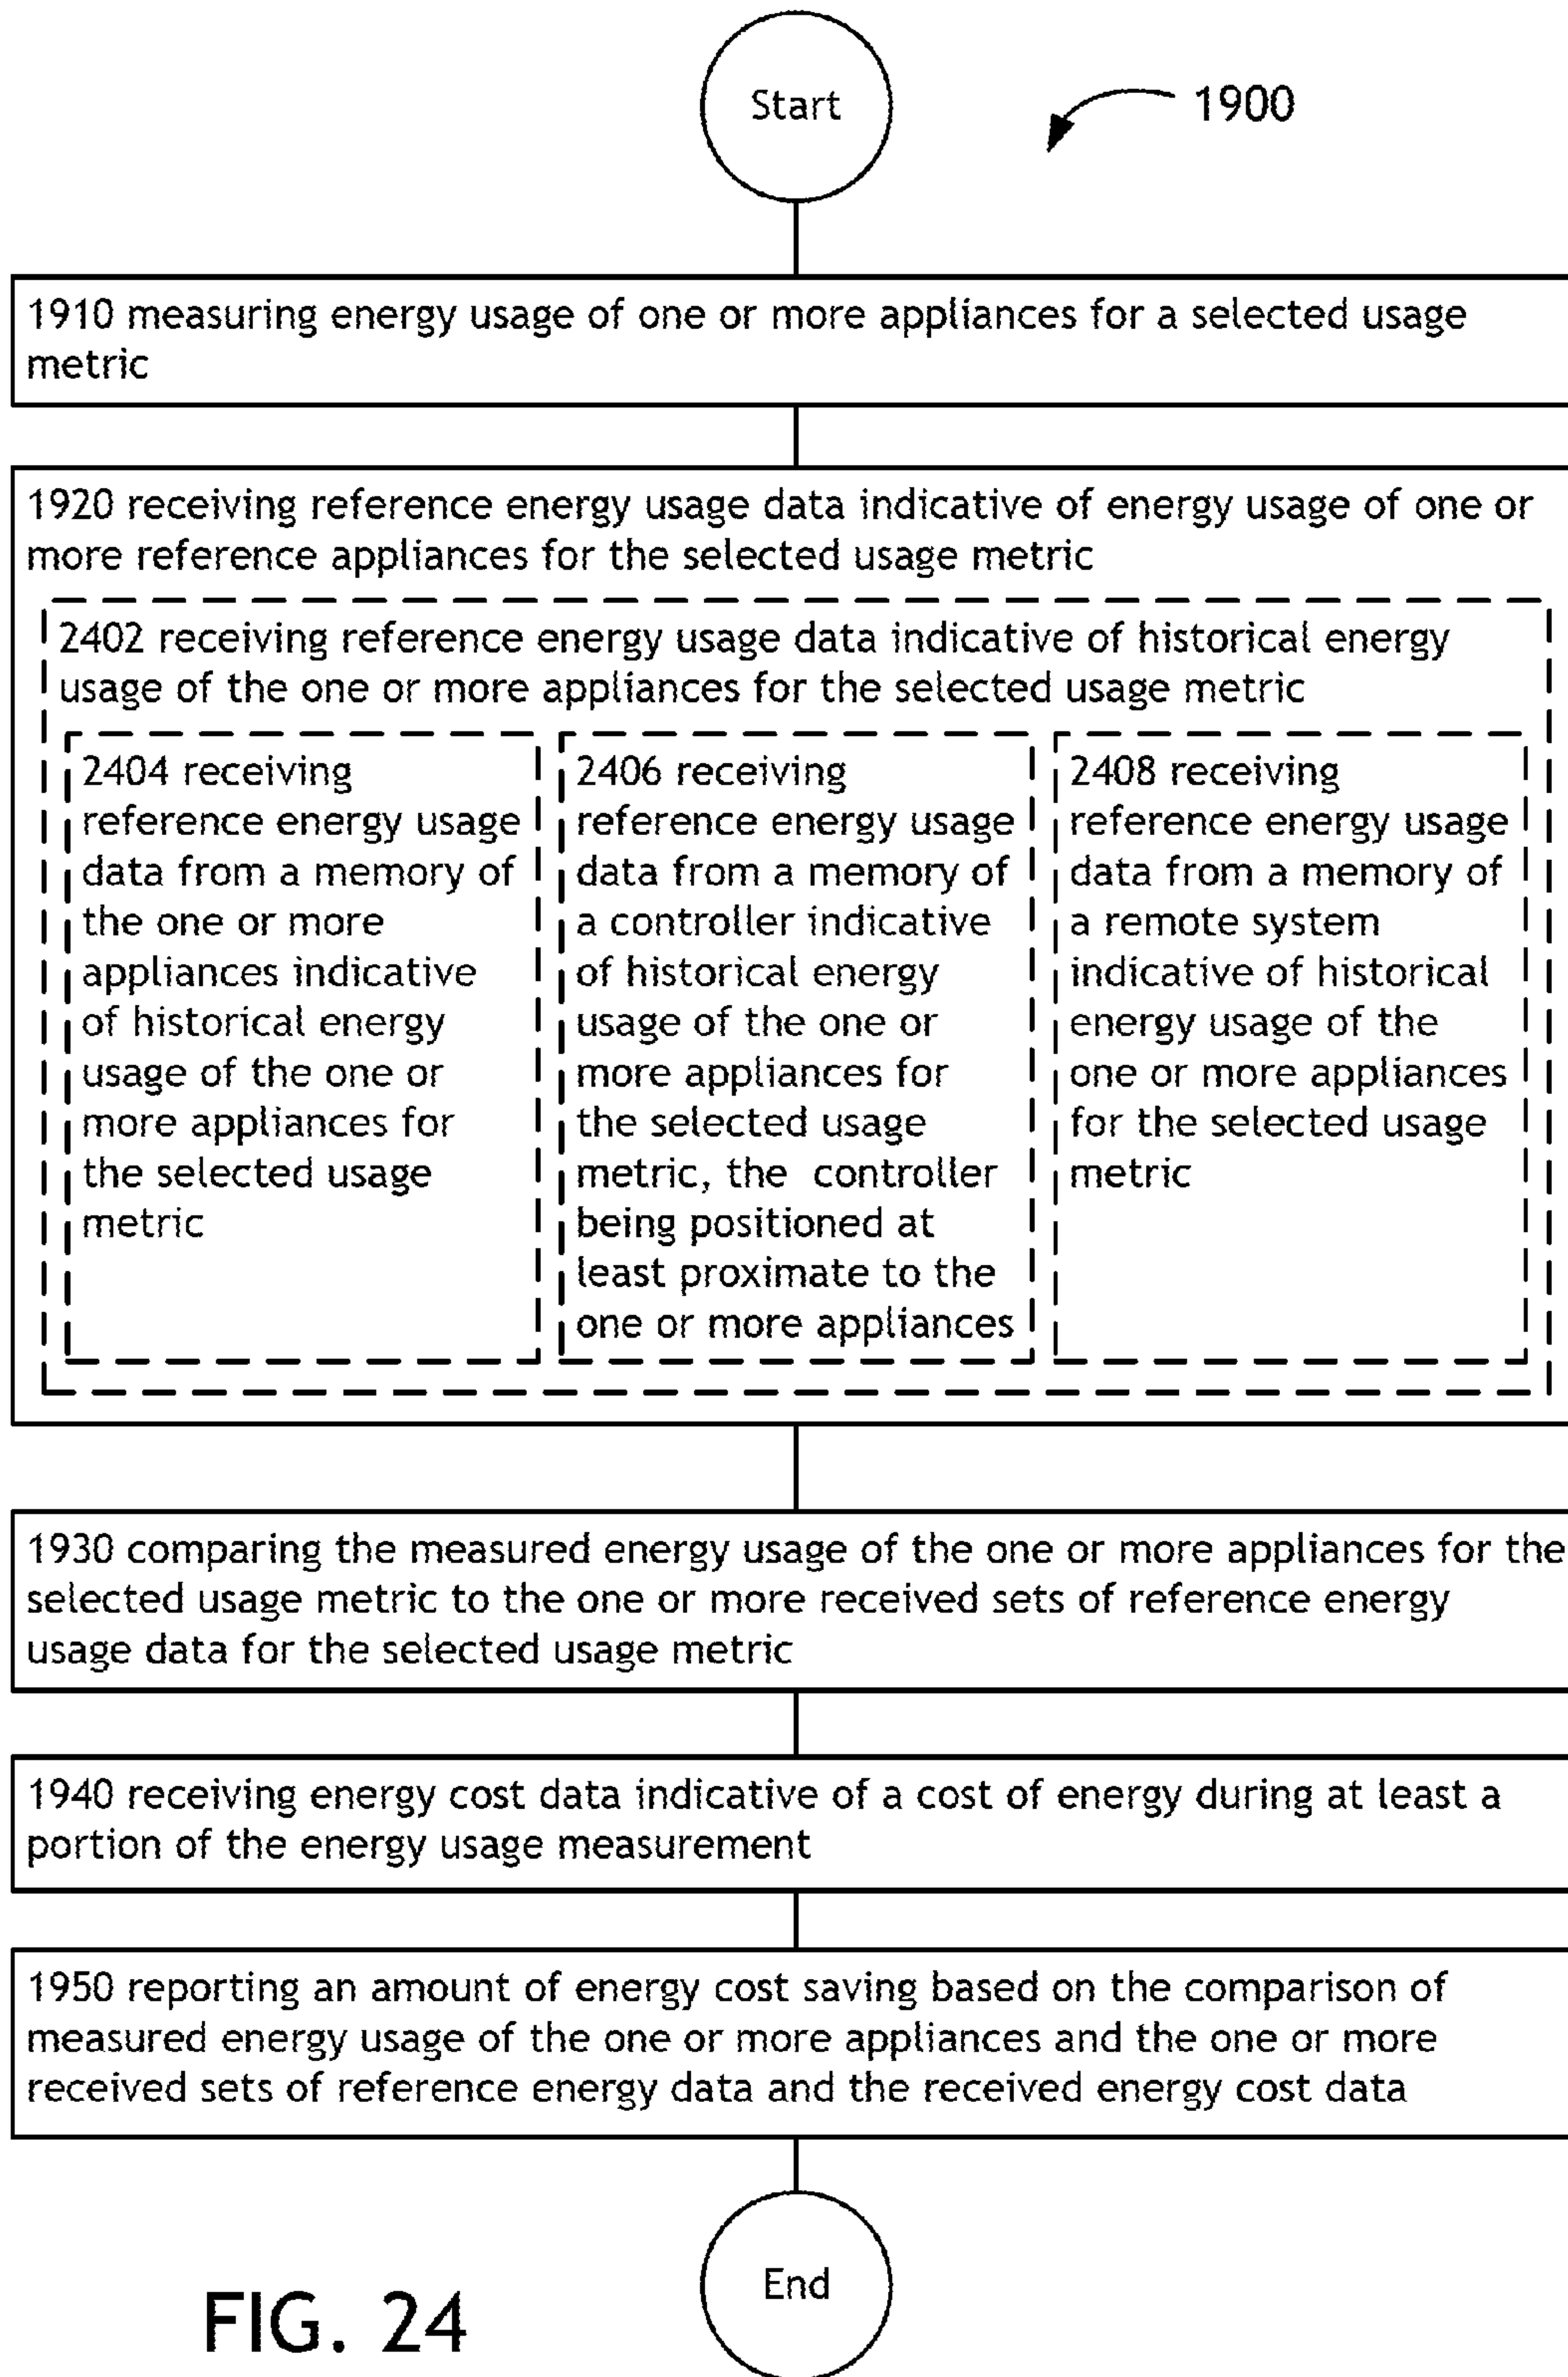 Start
1900
1910 measuring energy usage of one or more appliances for a selected usage
metric
1920 receiving reference energy usage data indicative of energy usage of one or
more reference appliances for the selected usage metric
2402 receiving reference energy usage data indicative of historical energy
usage of the one or more appliances for the selected usage metric
2404 receiving
reference energy usage
data from a memory of
the one or more
appliances indicative
of historical energy
usage of the one or
more appliances for
the selected usage
metric
2406 receiving
reference energy usage
data from a memory of
a controller indicative
of historical energy
usage of the one or
more appliances for
the selected usage
metric, the controller
being positioned at
least proximate to the
one or more appliances
2408 receiving
reference energy usage
data from a memory of
a remote system
indicative of historical
energy usage of the
one or more appliances
for the selected usage
metric
1930 comparing the measured energy usage of the one or more appliances for the
selected usage metric to the one or more received sets of reference energy
usage data for the selected usage metric
1940 receiving energy cost data indicative of a cost of energy during at least a
portion of the energy usage measurement
1950 reporting an amount of energy cost saving based on the comparison of
measured energy usage of the one or more appliances and the one or more
received sets of reference energy data and the received energy cost data
End
FIG. 24